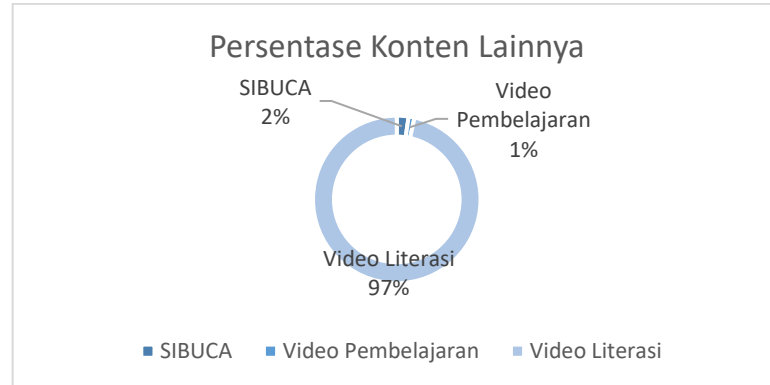 Persentase Konten Lainnya
SIBUCA
2%
Video
Pembelajaran
1%
Video Literasi
97%
SIBUCA Video Pembelajaran Video Literasi